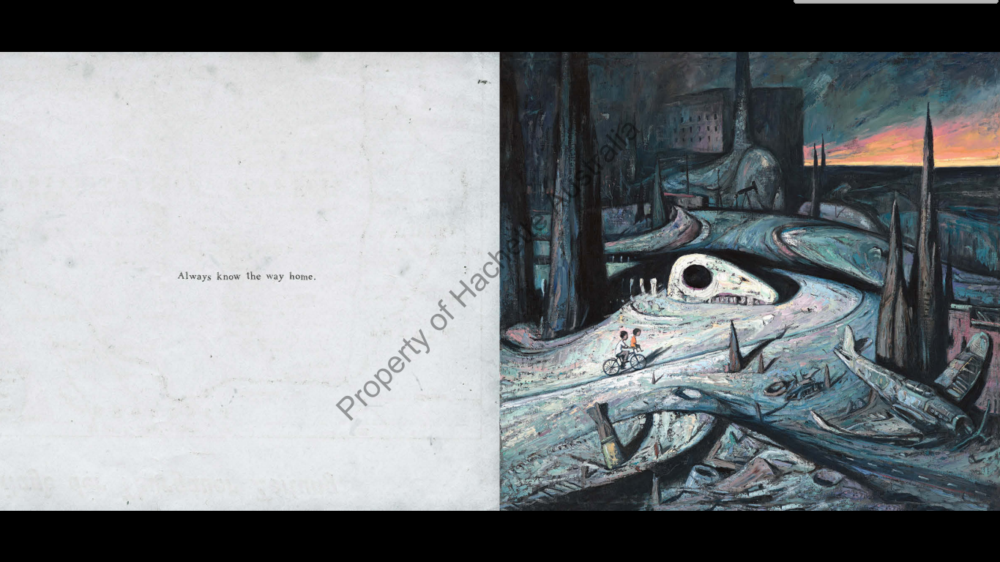 Always know the way home.
Property of Hachette Australia